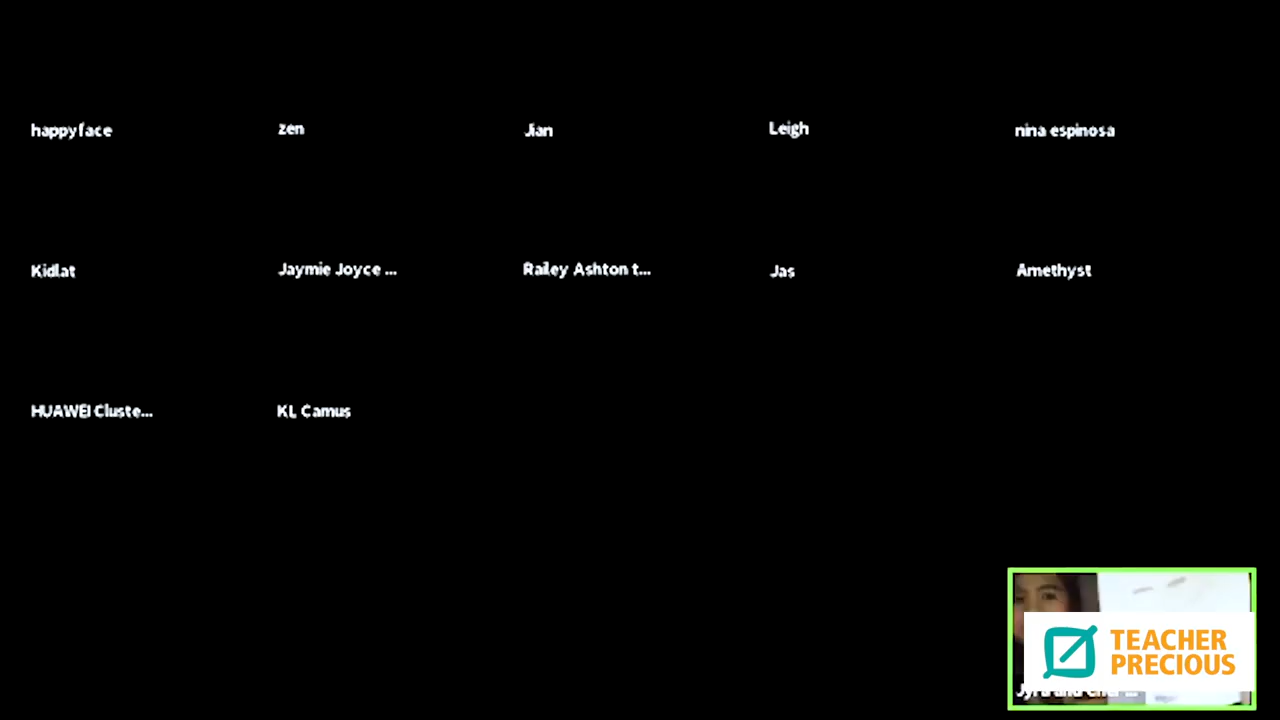 happyface
zen
Jian
Leigh
nina espinosa
Kidlat
Jaymie Joyce ...
Railey Ashton t...
Jas
Amethyst
HUAWEI Cluste...
KL Camus
TEACHER
PRECIOUS